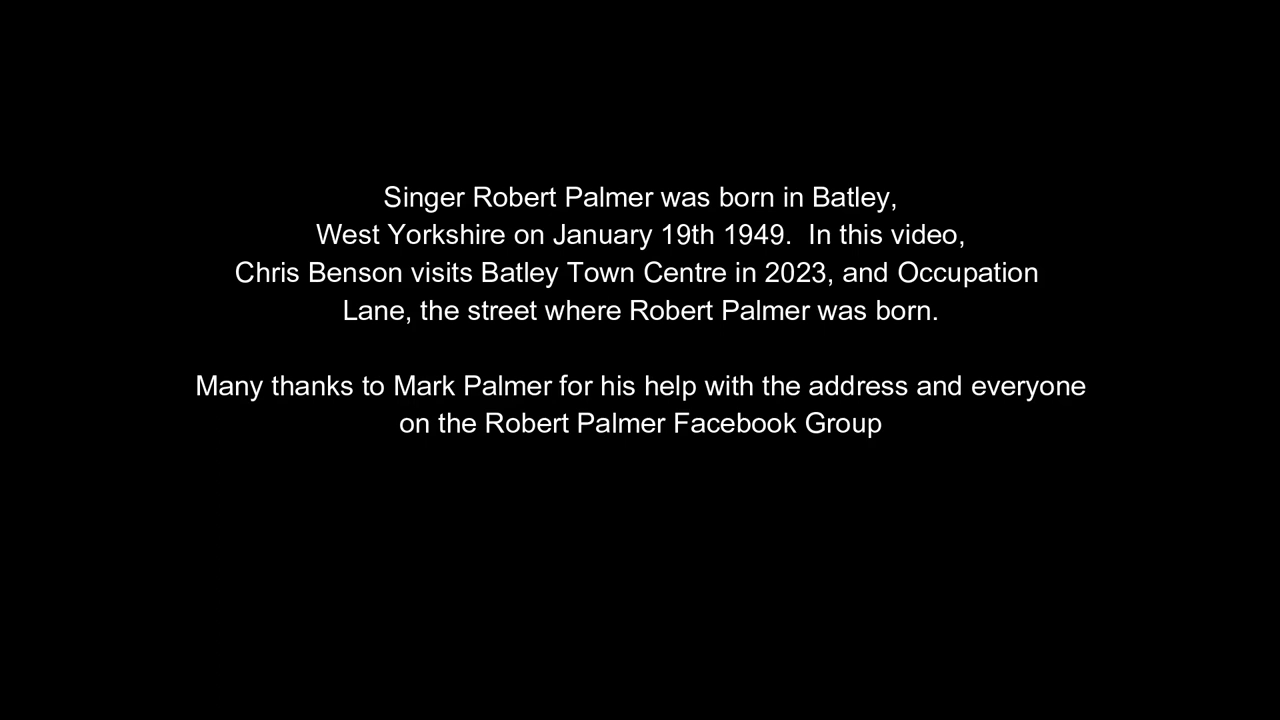 Singer Robert Palmer was born in Batley,
West Yorkshire on January 19th 1949.  In this video,
Chris Benson visits Batley Town Centre in 2023, and Occupation
Lane, the street where Robert Palmer was born.
Many thanks to Mark Palmer for his help with the address and everyone
on the Robert Palmer Facebook Group